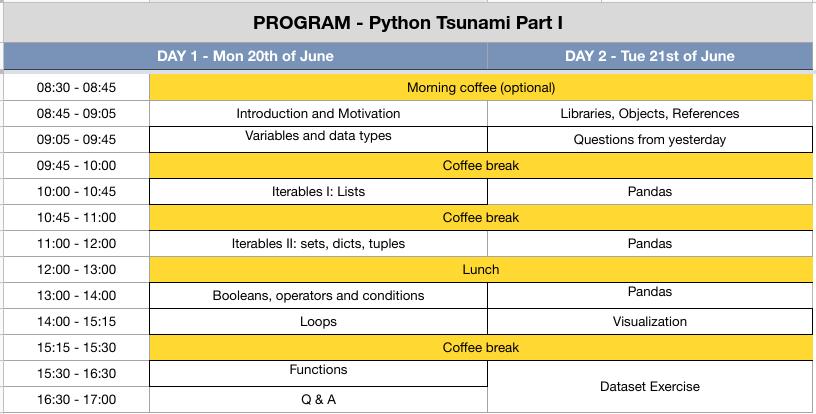 PROGRAM - Python Tsunami Part I
DAY 1 - Mon 20th of June DAY 2 - Tue 21st of June
08:30 - 08:45 Morning coffee (optional)
08:45 - 09:05 Introduction and Motivation Libraries, Objects, References
09:05 - 09:45 Variables and data types Questions from yesterday
09:45 - 10:00 Coffee break
10:00 - 10:45 Iterables I: Lists Pandas
10:45 - 11:00 Coffee break
11:00 - 12:00 Iterables II: sets, dicts, tuples Pandas
12:00 - 13:00 Lunch
13:00 - 14:00 Booleans, operators and conditions Pandas
14:00 - 15:15 Loops Visualization
15:15 - 15:30 Coffee break
15:30 - 16:30 Functions Dataset Exercise
16:30 - 17:00 Q & A